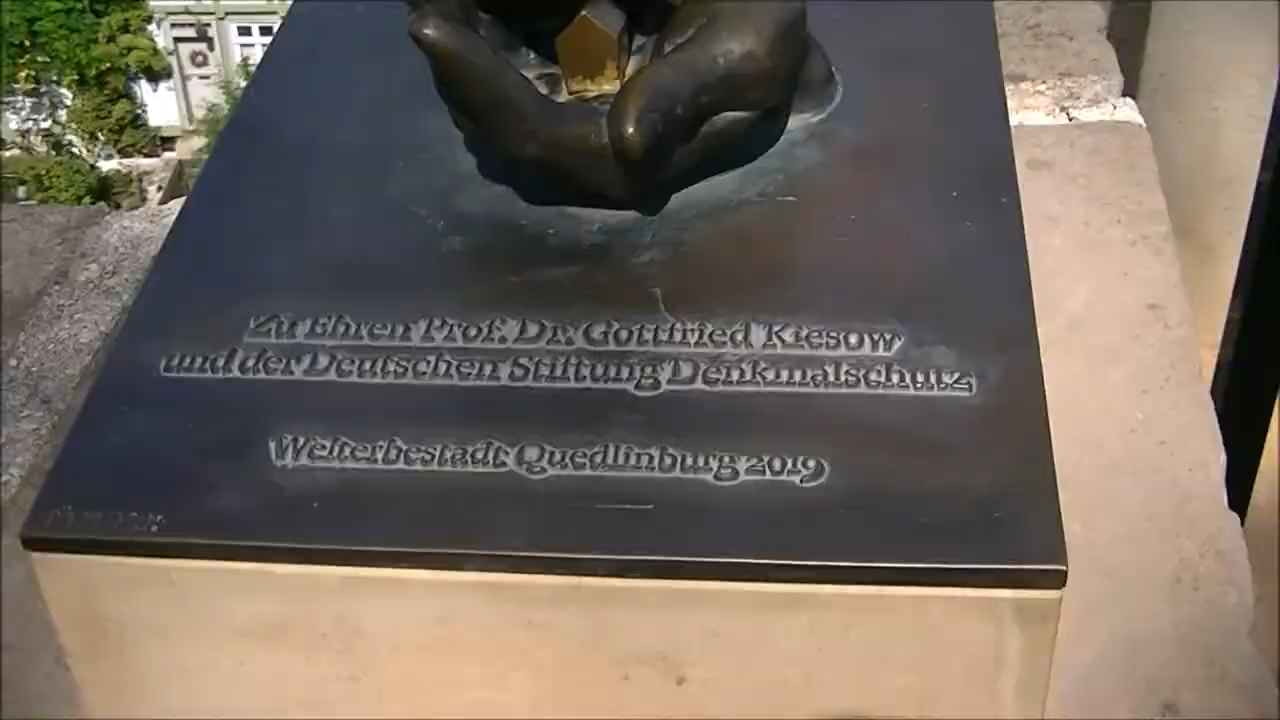 Zu Ehren Prof. Dr. Gottfried Kiesow
und der Deutschen Stiftung Denkmalschutz
Welterbestadt Quedlinburg 2019